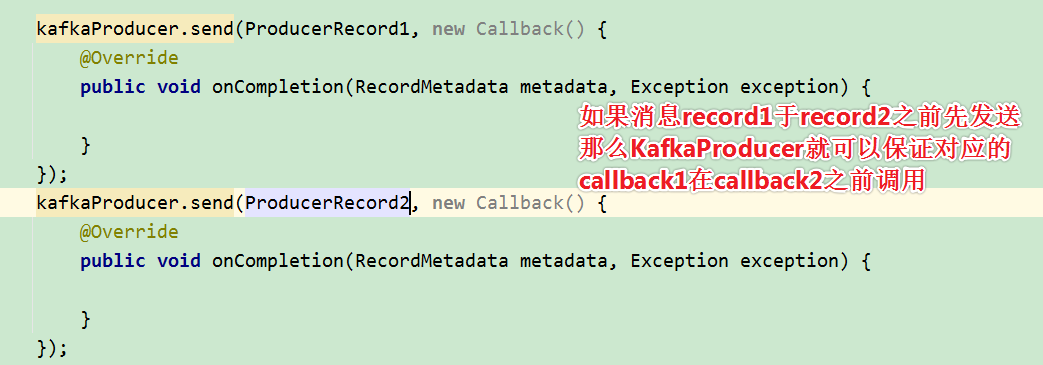 kafkaProducer.send(ProducerRecord1, new Callback() {
@Override
public void onCompletion(RecordMetadata metadata, Exception exception) {
如果消息record1于record2之前先发送
那么KafkaProducer就可以保证对应的
}
callback1在callback2之前调用
});
kafkaProducer.send(ProducerRecord2, new Callback() {
@Override
public void onCompletion(RecordMetadata metadata, Exception exception) {
}
});